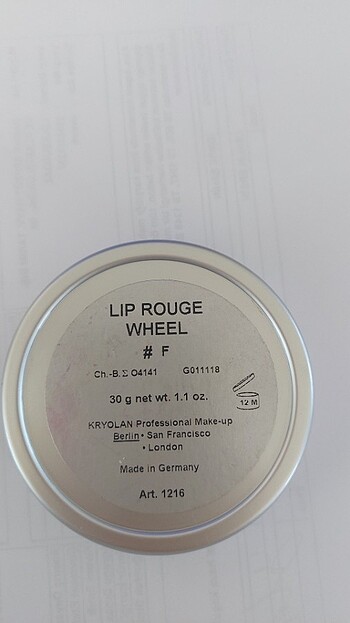 LIP ROUGE
WHEEL
# F
Ch.-B. Σ O4141 G011118
30 g net wt. 1.1 oz.
12 M
KRYOLAN Professional Make-up
Berlin • San Francisco
• London
Made in Germany
Art. 1216